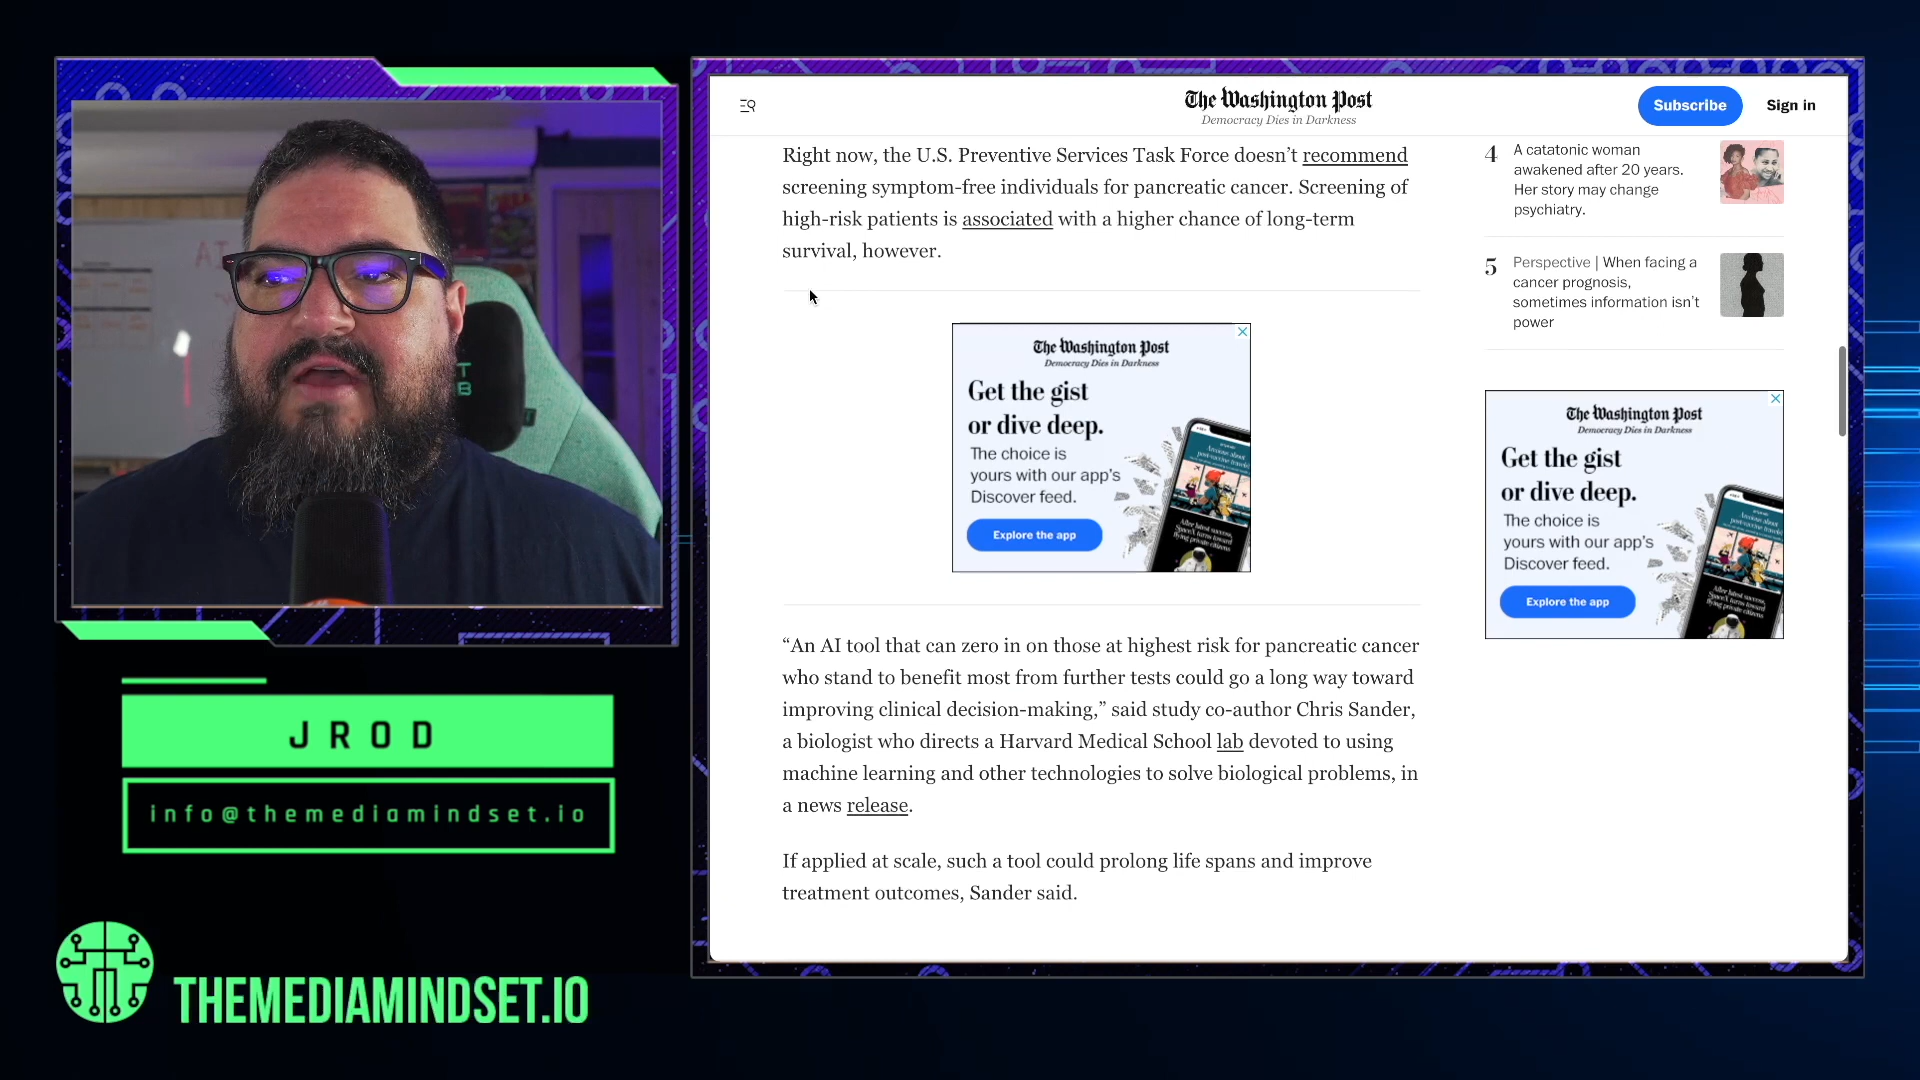 The Washington Post
Democracy Dies in Darkness
Subscribe
Sign in
Right now, the U.S. Preventive Services Task Force doesn’t recommend
screening symptom-free individuals for pancreatic cancer. Screening of
high-risk patients is associated with a higher chance of long-term
survival, however.
The Washington Post
Democracy Dies in Darkness
Get the gist
or dive deep.
The choice is
yours with our app's
Discover feed.
Explore the app
“An AI tool that can zero in on those at highest risk for pancreatic cancer
who stand to benefit most from further tests could go a long way toward
improving clinical decision-making,” said study co-author Chris Sander,
a biologist who directs a Harvard Medical School lab devoted to using
machine learning and other technologies to solve biological problems, in
a news release.
If applied at scale, such a tool could prolong life spans and improve
treatment outcomes, Sander said.
4
A catatonic woman
awakened after 20 years.
Her story may change
psychiatry.
5
Perspective | When facing a
cancer prognosis,
sometimes information isn’t
power
The Washington Post
Democracy Dies in Darkness
Get the gist
or dive deep.
The choice is
yours with our app's
Discover feed.
Explore the app
JROD
info@themediamindset.io
THEMEDIAMINDSET.IO